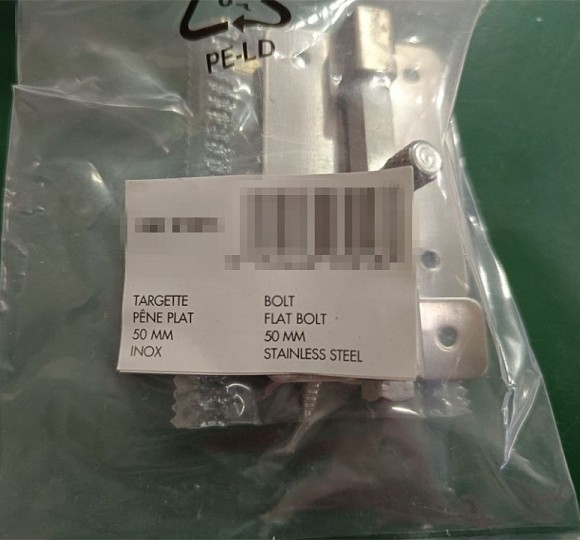 PE-LD
TARGETTE
PÊNE PLAT
50 MM
INOX
BOLT
FLAT BOLT
50 MM
STAINLESS STEEL